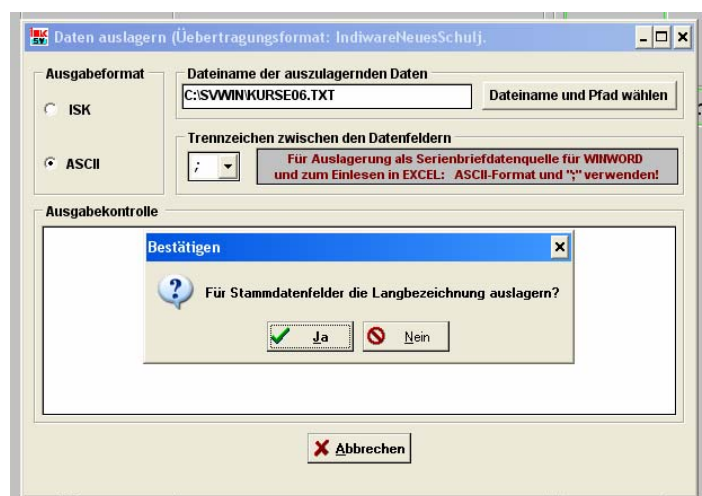 Daten auslagern (Üebertragungsformat: IndiwareNeuesSchulj.
Ausgabeformat
ISK
ASCII
Dateiname der auszulagernden Daten
C:\SVWIN\KURSE06.TXT
Dateiname und Pfad wählen
Trennzeichen zwischen den Datenfeldern
;
Für Auslagerung als Serienbriefdatenquelle für WINWORD
und zum Einlesen in EXCEL: ASCII-Format und ";" verwenden!
Ausgabekontrolle
Bestätigen
Für Stammdatenfelder die Langbezeichnung auslagern?
Ja
Nein
Abbrechen